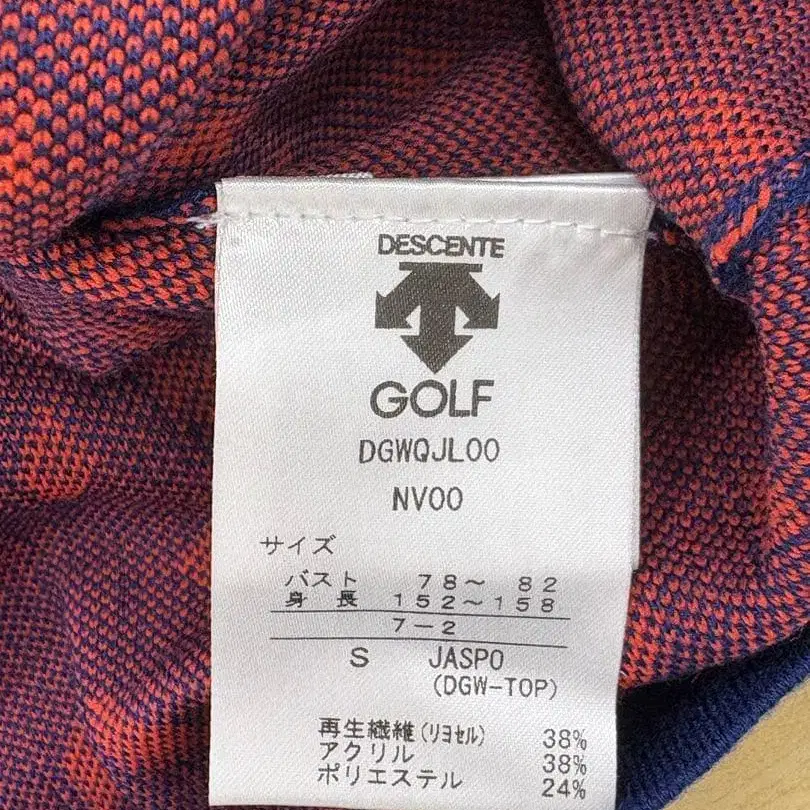 DESCENTE
GOLF
DGWQJL00
NV00
サイズ
バスト 78～ 82
身 長 152～158
7－2
S JASPO
(DGW-TOP)
再生繊維(リヨセル) 38%
アクリル 38%
ポリエステル 24%